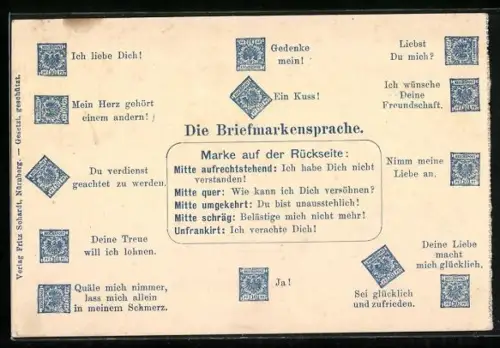 Ich liebe Dich!
Gedenke
mein!
Liebst
Du mich?
Mein Herz gehört
einem andern!
Ein Kuss!
Ich wünsche
Deine
Freundschaft.
Die Briefmarkensprache.
Du verdienst
geachtet zu werden.
Marke auf der Rückseite:
Mitte aufrechtstehend: Ich habe Dich nicht
verstanden!
Mitte quer: Wie kann ich Dich versöhnen?
Mitte umgekehrt: Du bist unausstehlich!
Mitte schräg: Belästige mich nicht mehr!
Unfrankirt: Ich verachte Dich!
Nimm meine
Liebe an.
Deine Treue
will ich lohnen.
Quäle mich nimmer,
lass mich allein
in meinem Schmerz.
Ja!
Sei glücklich
und zufrieden.
Deine Liebe
macht
mich glücklich.
Verlag Fritz Schardt, Nürnberg. — Gesetzl. geschützt.